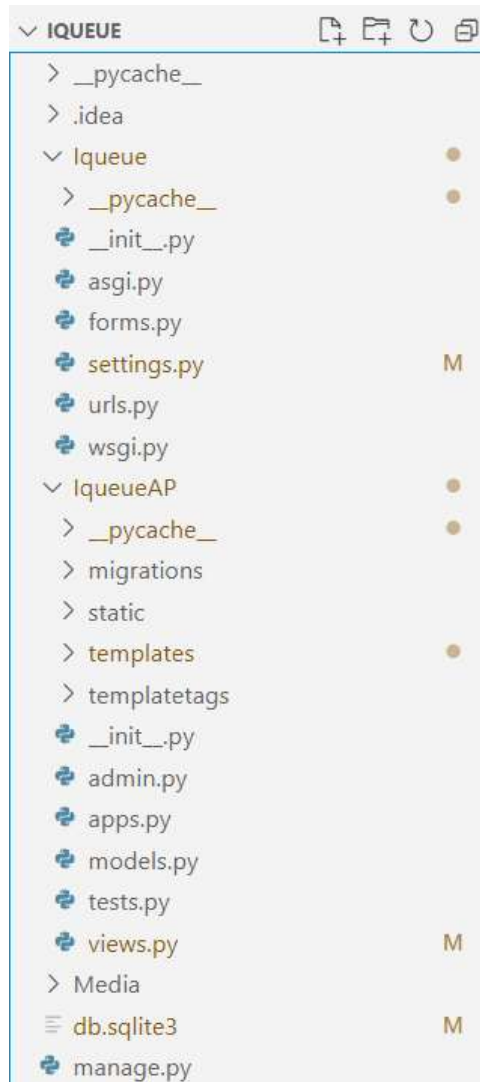 IQUEUE
__pycache__
.idea
Iqueue
__pycache__
__init__.py
asgi.py
forms.py
settings.py M
urls.py
wsgi.py
IqueueAP
__pycache__
migrations
static
templates
templatetags
__init__.py
admin.py
apps.py
models.py
tests.py
views.py M
Media
db.sqlite3 M
manage.py